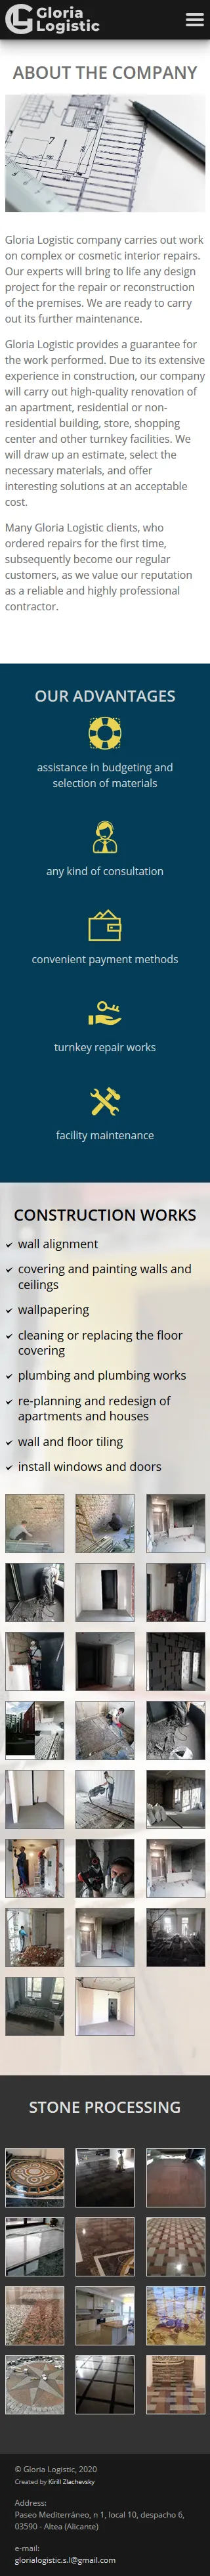 Gloria
Logistic
ABOUT THE COMPANY
Gloria Logistic company carries out work
on complex or cosmetic interior repairs.
Our experts will bring to life any design
project for the repair or reconstruction
of the premises. We are ready to carry
out its further maintenance.
Gloria Logistic provides a guarantee for
the work performed. Due to its extensive
experience in construction, our company
will carry out high-quality renovation of
an apartment, residential or non-
residential building, store, shopping
center and other turnkey facilities. We
will draw up an estimate, select the
necessary materials, and offer
interesting solutions at an acceptable
cost.
Many Gloria Logistic clients, who
ordered repairs for the first time,
subsequently become our regular
customers, as we value our reputation
as a reliable and highly professional
contractor.
OUR ADVANTAGES
assistance in budgeting and
selection of materials
any kind of consultation
convenient payment methods
turnkey repair works
facility maintenance
CONSTRUCTION WORKS
wall alignment
covering and painting walls and
ceilings
wallpapering
cleaning or replacing the floor
covering
plumbing and plumbing works
re-planning and redesign of
apartments and houses
wall and floor tiling
install windows and doors
STONE PROCESSING
© Gloria Logistic, 2020
Created by Kirill Zlachevsky
Address:
Paseo Mediterráneo, n 1, local 10, despacho 6,
03590 - Altea (Alicante)
e-mail:
glorialogistic.s.l@gmail.com